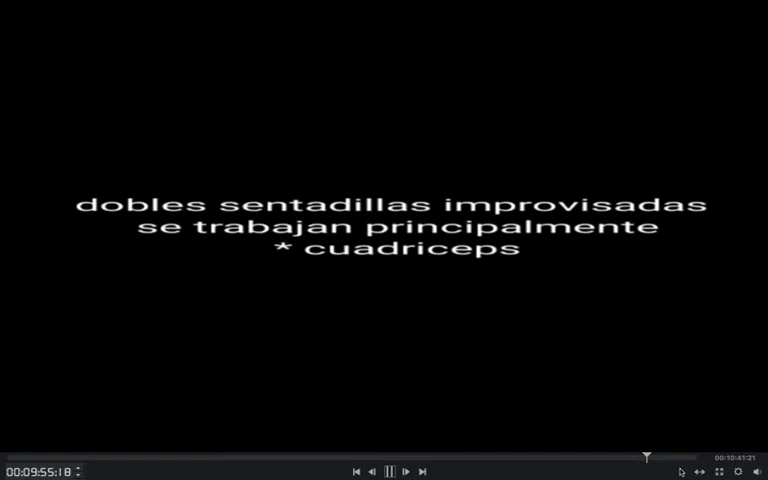 dobles sentadillas improvisadas
se trabajan principalmente
* cuadriceps
00:10:41:21
00:09:55:18